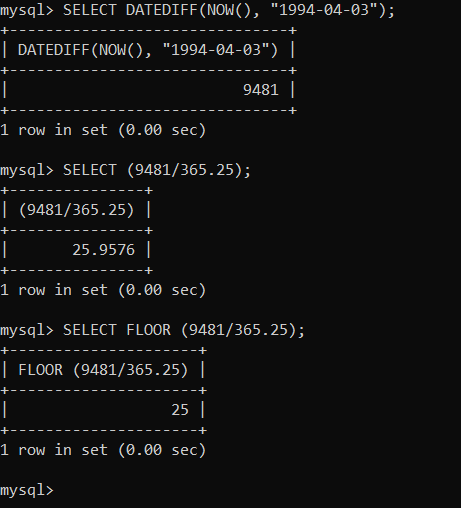 mysql> SELECT DATEDIFF(NOW(), "1994-04-03");
+-------------------------------+
| DATEDIFF(NOW(), "1994-04-03") |
+-------------------------------+
|                          9481 |
+-------------------------------+
1 row in set (0.00 sec)

mysql> SELECT (9481/365.25);
+---------------+
| (9481/365.25) |
+---------------+
|       25.9576 |
+---------------+
1 row in set (0.00 sec)

mysql> SELECT FLOOR (9481/365.25);
+---------------------+
| FLOOR (9481/365.25) |
+---------------------+
|                  25 |
+---------------------+
1 row in set (0.00 sec)

mysql>